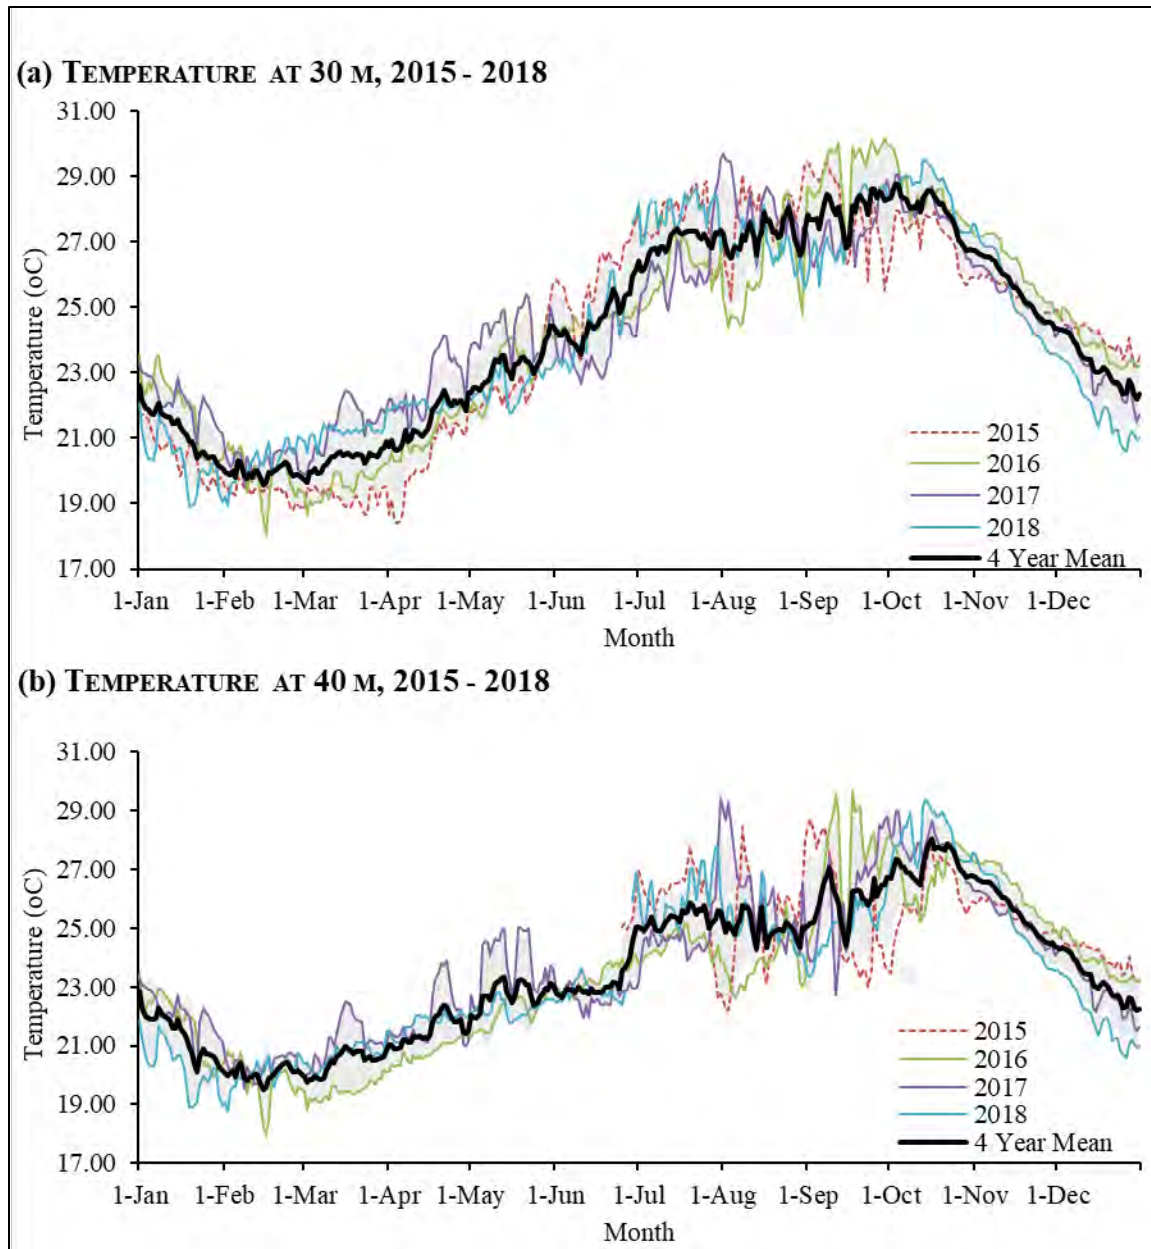 (a) TEMPERATURE AT 30 M, 2015 - 2018
31.00
29.00
27.00
25.00
23.00
21.00
19.00
17.00
Temperature (oC)
2015
2016
2017
2018
4 Year Mean
1-Jan 1-Feb 1-Mar 1-Apr 1-May 1-Jun 1-Jul 1-Aug 1-Sep 1-Oct 1-Nov 1-Dec
Month
(b) TEMPERATURE AT 40 M, 2015 - 2018
31.00
29.00
27.00
25.00
23.00
21.00
19.00
17.00
Temperature (oC)
2015
2016
2017
2018
4 Year Mean
1-Jan 1-Feb 1-Mar 1-Apr 1-May 1-Jun 1-Jul 1-Aug 1-Sep 1-Oct 1-Nov 1-Dec
Month